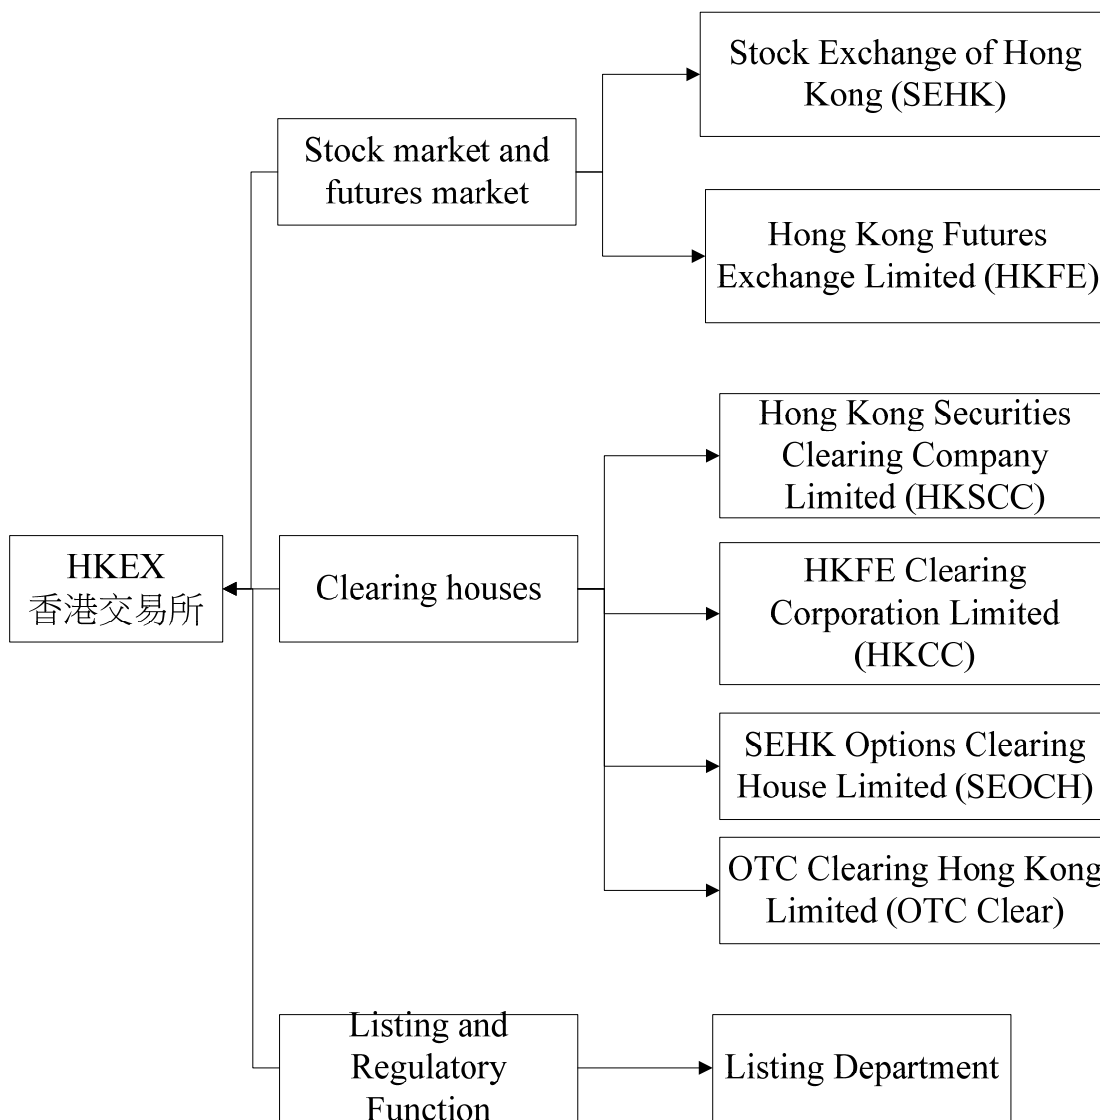 Stock Exchange of Hong
Kong (SEHK)
Stock market and
futures market
Hong Kong Futures
Exchange Limited (HKFE)
Hong Kong Securities
Clearing Company
Limited (HKSCC)
HKEX
香港交易所
Clearing houses
HKFE Clearing
Corporation Limited
(HKCC)
SEHK Options Clearing
House Limited (SEOCH)
OTC Clearing Hong Kong
Limited (OTC Clear)
Listing and
Regulatory
Function
Listing Department